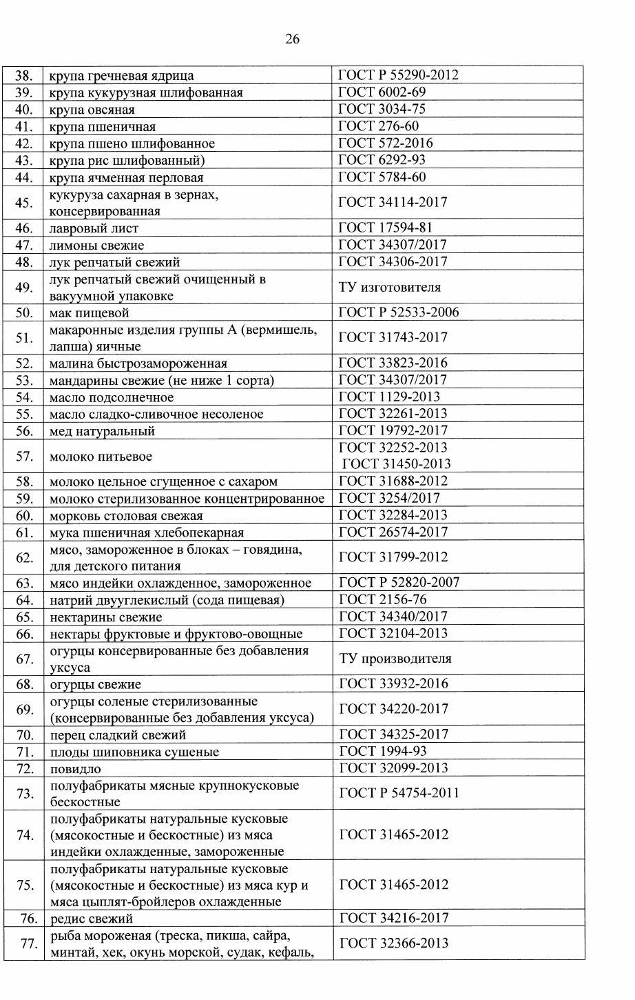 26
38. крупа гречневая ядрица ГОСТ Р 55290-2012
39. крупа кукурузная шлифованная ГОСТ 6002-69
40. крупа овсяная ГОСТ 3034-75
41. крупа пшеничная ГОСТ 276-60
42. крупа пшено шлифованное ГОСТ 572-2016
43. крупа рис шлифованный) ГОСТ 6292-93
44. крупа ячменная перловая ГОСТ 5784-60
45. кукуруза сахарная в зернах,
консервированная ГОСТ 34114-2017
46. лавровый лист ГОСТ 17594-81
47. лимоны свежие ГОСТ 34307/2017
48. лук репчатый свежий ГОСТ 34306-2017
49. лук репчатый свежий очищенный в
вакуумной упаковке ТУ изготовителя
50. мак пищевой ГОСТ Р 52533-2006
51. макаронные изделия группы А (вермишель,
лапша) яичные ГОСТ 31743-2017
52. малина быстрозамороженная ГОСТ 33823-2016
53. мандарины свежие (не ниже 1 сорта) ГОСТ 34307/2017
54. масло подсолнечное ГОСТ 1129-2013
55. масло сладко-сливочное несоленое ГОСТ 32261-2013
56. мед натуральный ГОСТ 19792-2017
57. молоко питьевое ГОСТ 32252-2013
ГОСТ 31450-2013
58. молоко цельное сгущенное с сахаром ГОСТ 31688-2012
59. молоко стерилизованное концентрированное ГОСТ 3254/2017
60. морковь столовая свежая ГОСТ 32284-2013
61. мука пшеничная хлебопекарная ГОСТ 26574-2017
62. мясо, замороженное в блоках – говядина,
для детского питания ГОСТ 31799-2012
63. мясо индейки охлажденное, замороженное ГОСТ Р 52820-2007
64. натрий двууглекислый (сода пищевая) ГОСТ 2156-76
65. нектарины свежие ГОСТ 34340/2017
66. нектары фруктовые и фруктово-овощные ГОСТ 32104-2013
67. огурцы консервированные без добавления
уксуса ТУ производителя
68. огурцы свежие ГОСТ 33932-2016
69. огурцы соленые стерилизованные
(консервированные без добавления уксуса) ГОСТ 34220-2017
70. перец сладкий свежий ГОСТ 34325-2017
71. плоды шиповника сушеные ГОСТ 1994-93
72. повидло ГОСТ 32099-2013
73. полуфабрикаты мясные крупнокусковые
бескостные ГОСТ Р 54754-2011
74. полуфабрикаты натуральные кусковые
(мясокостные и бескостные) из мяса
индейки охлажденные, замороженные ГОСТ 31465-2012
75. полуфабрикаты натуральные кусковые
(мясокостные и бескостные) из мяса кур и
мяса цыплят-бройлеров охлажденные ГОСТ 31465-2012
76. редис свежий ГОСТ 34216-2017
77. рыба мороженая (треска, пикша, сайра,
минтай, хек, окунь морской, судак, кефаль, ГОСТ 32366-2013